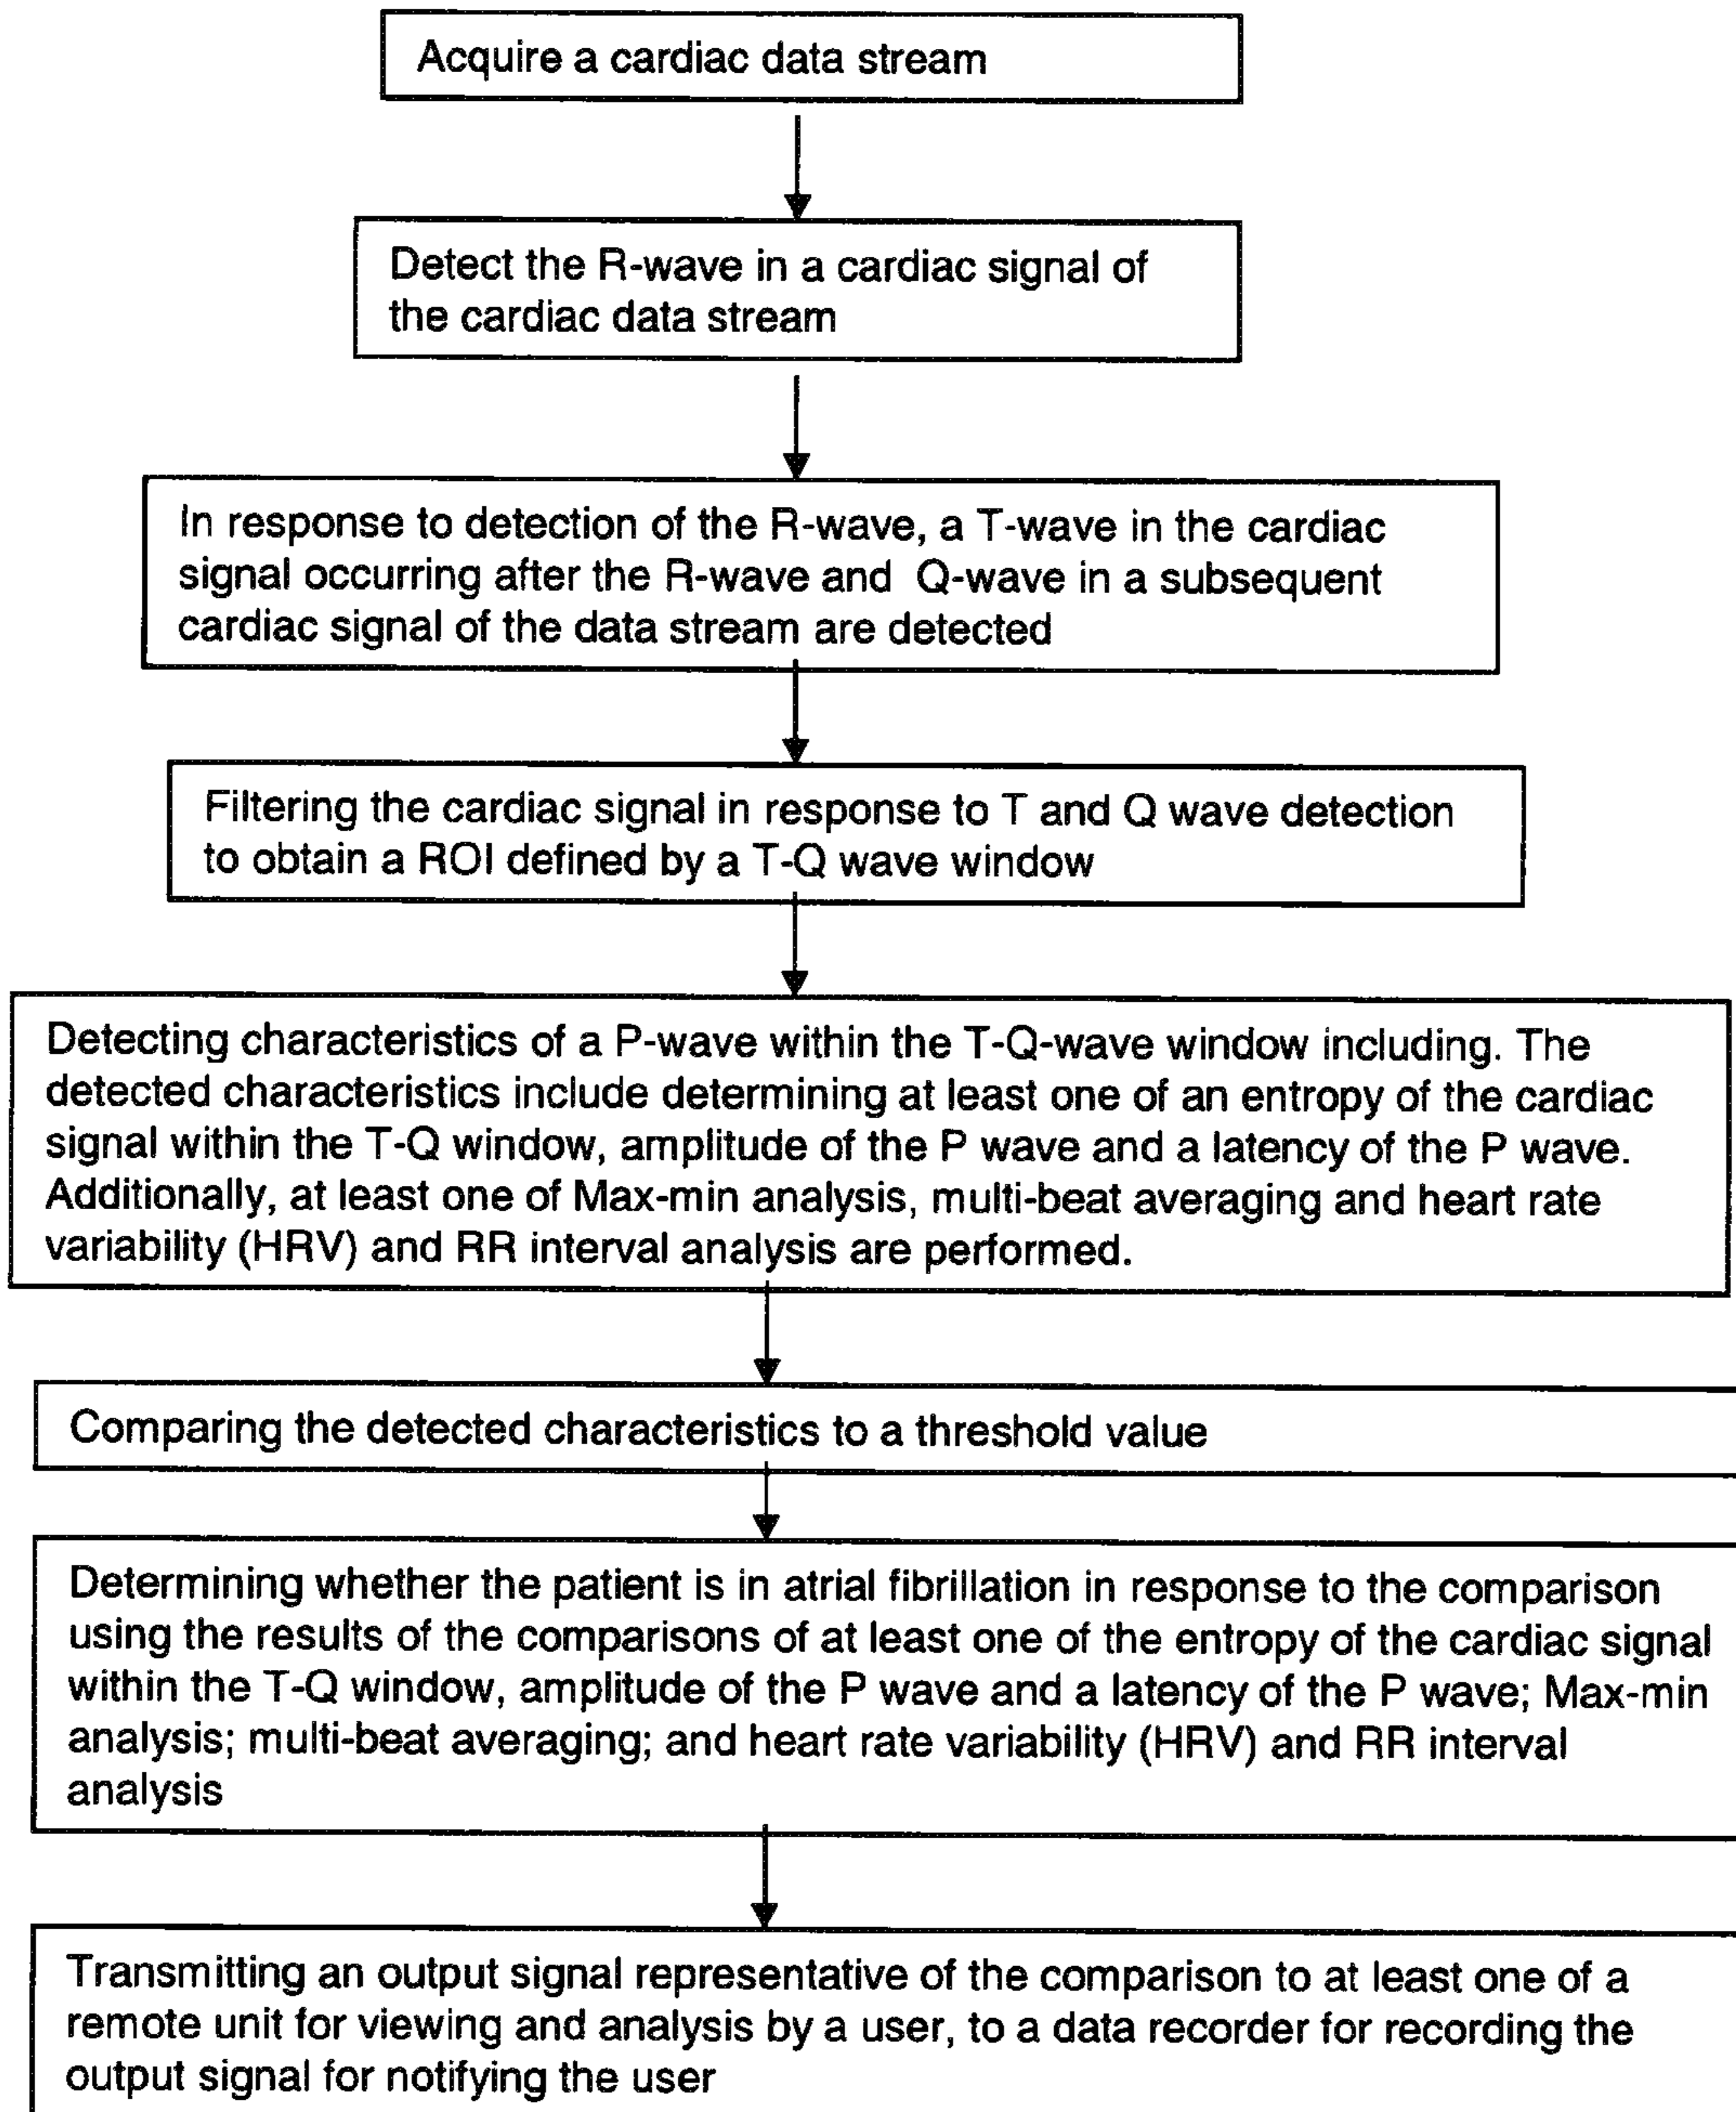 Acquire a cardiac data stream
Detect the R-wave in a cardiac signal of
the cardiac data stream
In response to detection of the R-wave, a T-wave in the cardiac
signal occurring after the R-wave and Q-wave in a subsequent
cardiac signal of the data stream are detected
Filtering the cardiac signal in response to T and Q wave detection
to obtain a ROI defined by a T-Q wave window
Detecting characteristics of a P-wave within the T-Q-wave window including. The
detected characteristics include determining at least one of an entropy of the cardiac
signal within the T-Q window, amplitude of the P wave and a latency of the P wave.
Additionally, at least one of Max-min analysis, multi-beat averaging and heart rate
variability (HRV) and RR interval analysis are performed.
Comparing the detected characteristics to a threshold value
Determining whether the patient is in atrial fibrillation in response to the comparison
using the results of the comparisons of at least one of the entropy of the cardiac signal
within the T-Q window, amplitude of the P wave and a latency of the P wave; Max-min
analysis; multi-beat averaging; and heart rate variability (HRV) and RR interval
analysis
Transmitting an output signal representative of the comparison to at least one of a
remote unit for viewing and analysis by a user, to a data recorder for recording the
output signal for notifying the user